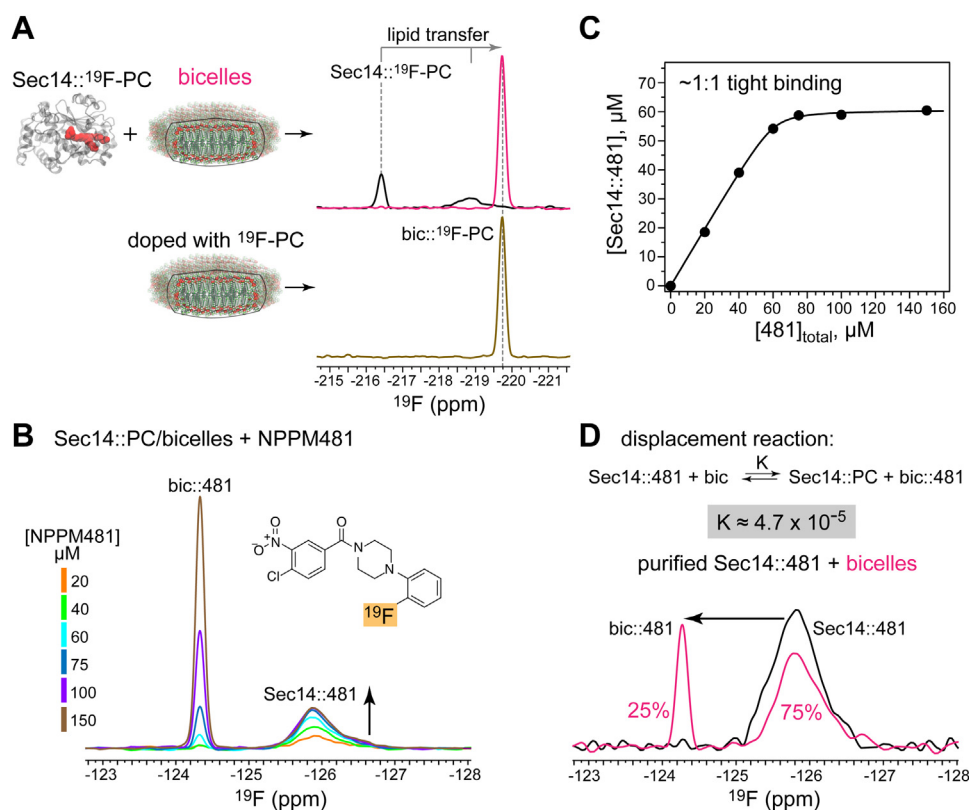 A
lipid transfer
Sec14::¹⁹F-PC
bicelles
Sec14::¹⁹F-PC
+
doped with ¹⁹F-PC
bic::¹⁹F-PC
-215 -216 -217 -218 -219 -220 -221
¹⁹F (ppm)
B Sec14::PC/bicelles + NPPM481
bic::481
[NPPM481]
µM
20
40
60
75
100
150
O
O⁻ N⁺
O
N
Cl
N
¹⁹F
Sec14::481
-123 -124 -125 -126 -127 -128
¹⁹F (ppm)
C
~1:1 tight binding
[Sec14::481], µM
70
60
50
40
30
20
10
0
0 20 40 60 80 100 120 140 160
[481]total, µM
D displacement reaction:
K
Sec14::481 + bic ⇌ Sec14::PC + bic::481
K ≈ 4.7 x 10⁻⁵
purified Sec14::481 + bicelles
bic::481
Sec14::481
25%
75%
-123 -124 -125 -126 -127 -128
¹⁹F (ppm)